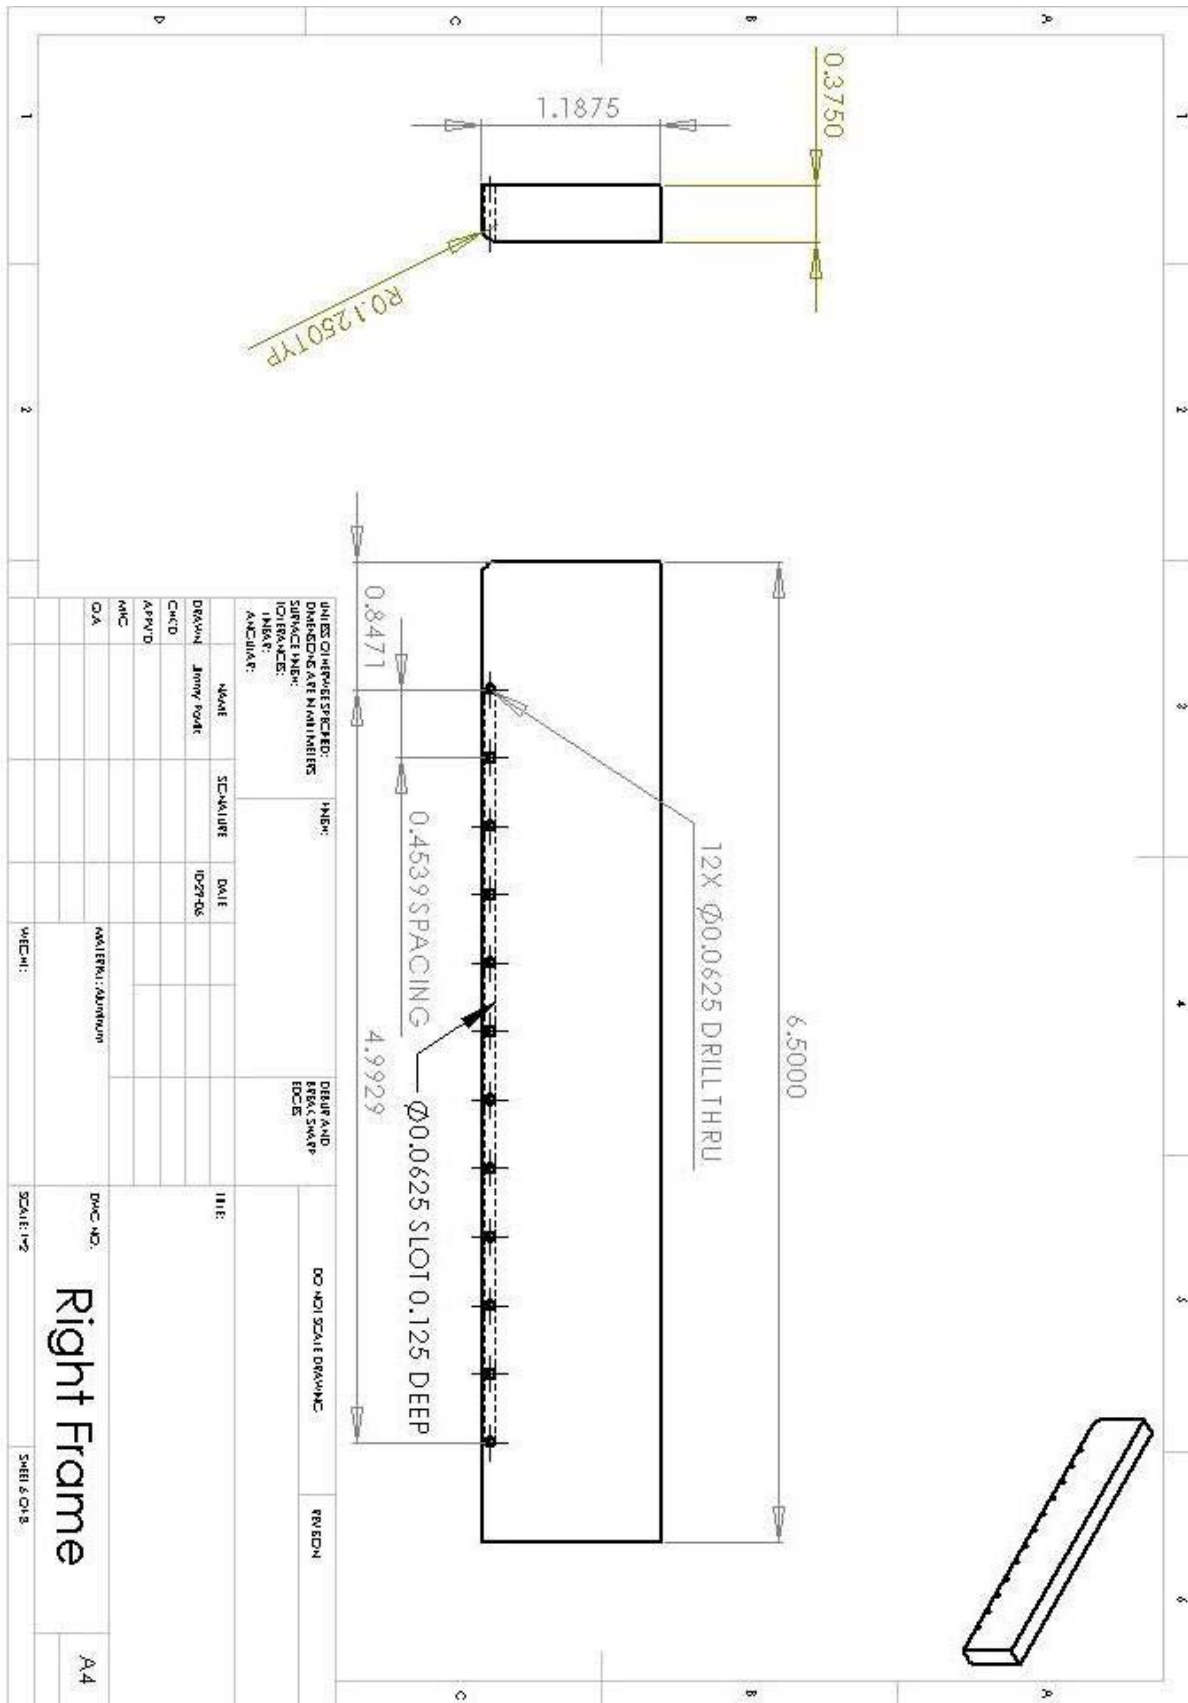 D
C
B
A
1
1
2
2
3
4
5
6
C
B
A
0.3750
1.1875
R0.1250TYP
6.5000
12X Ø0.0625 DRILL THRU
0.8471
0.4539 SPACING
Ø0.0625 SLOT 0.125 DEEP
4.9929
UNLESS OTHERWISE SPECIFIED:
DIMENSIONS ARE IN MILLIMETERS
SURFACE FINISH:
TOLERANCES:
LINEAR:
ANGULAR:
FINISH:
DEBUR AND
BREAK SHARP
EDGES
DO NOT SCALE DRAWING
REVISION
NAME
SIGNATURE
DATE
TITLE:
DRAWN
Jimmy
10-29-06
CHK'D
APPV'D
MFG
Q.A
MATERIAL: Aluminum
DWG NO.
Right Frame
A4
WEIGHT:
SCALE: 1:2
SHEET 6 OF 8